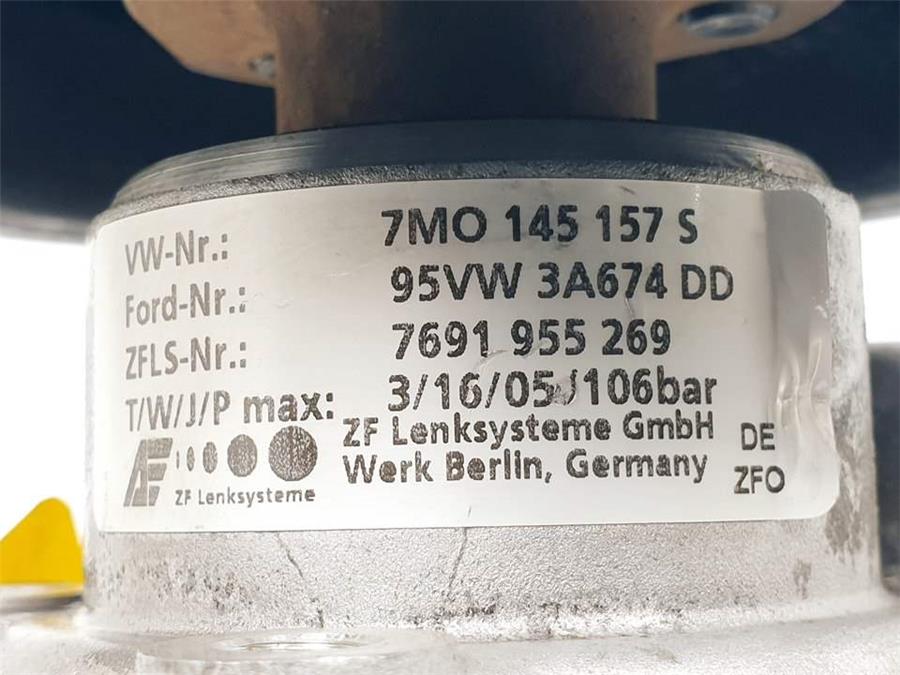 VW-Nr.: 7MO 145 157 S
Ford-Nr.: 95VW 3A674 DD
ZFLS-Nr.: 7691 955 269
T/W/J/P max: 3/16/05/106bar
ZF Lenksysteme GmbH
Werk Berlin, Germany
DE
ZFO
ZF Lenksysteme